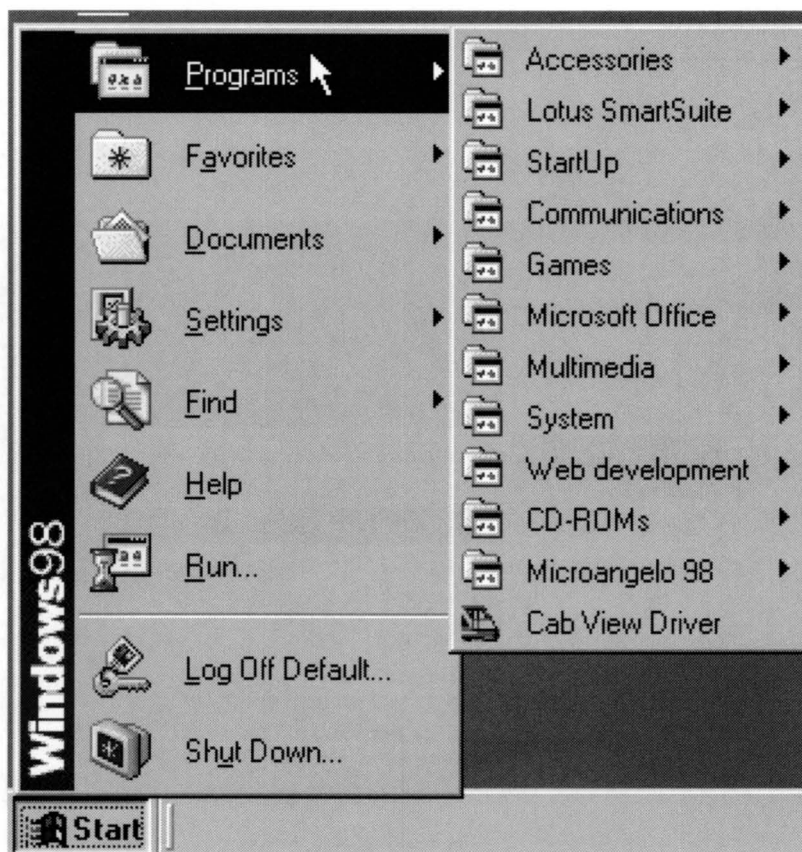 Programs
Favorites
Documents
Settings
Find
Help
Run...
Log Off Default...
Shut Down...
Windows98
Accessories
Lotus SmartSuite
StartUp
Communications
Games
Microsoft Office
Multimedia
System
Web development
CD-ROMs
Microangelo 98
Cab View Driver
Start